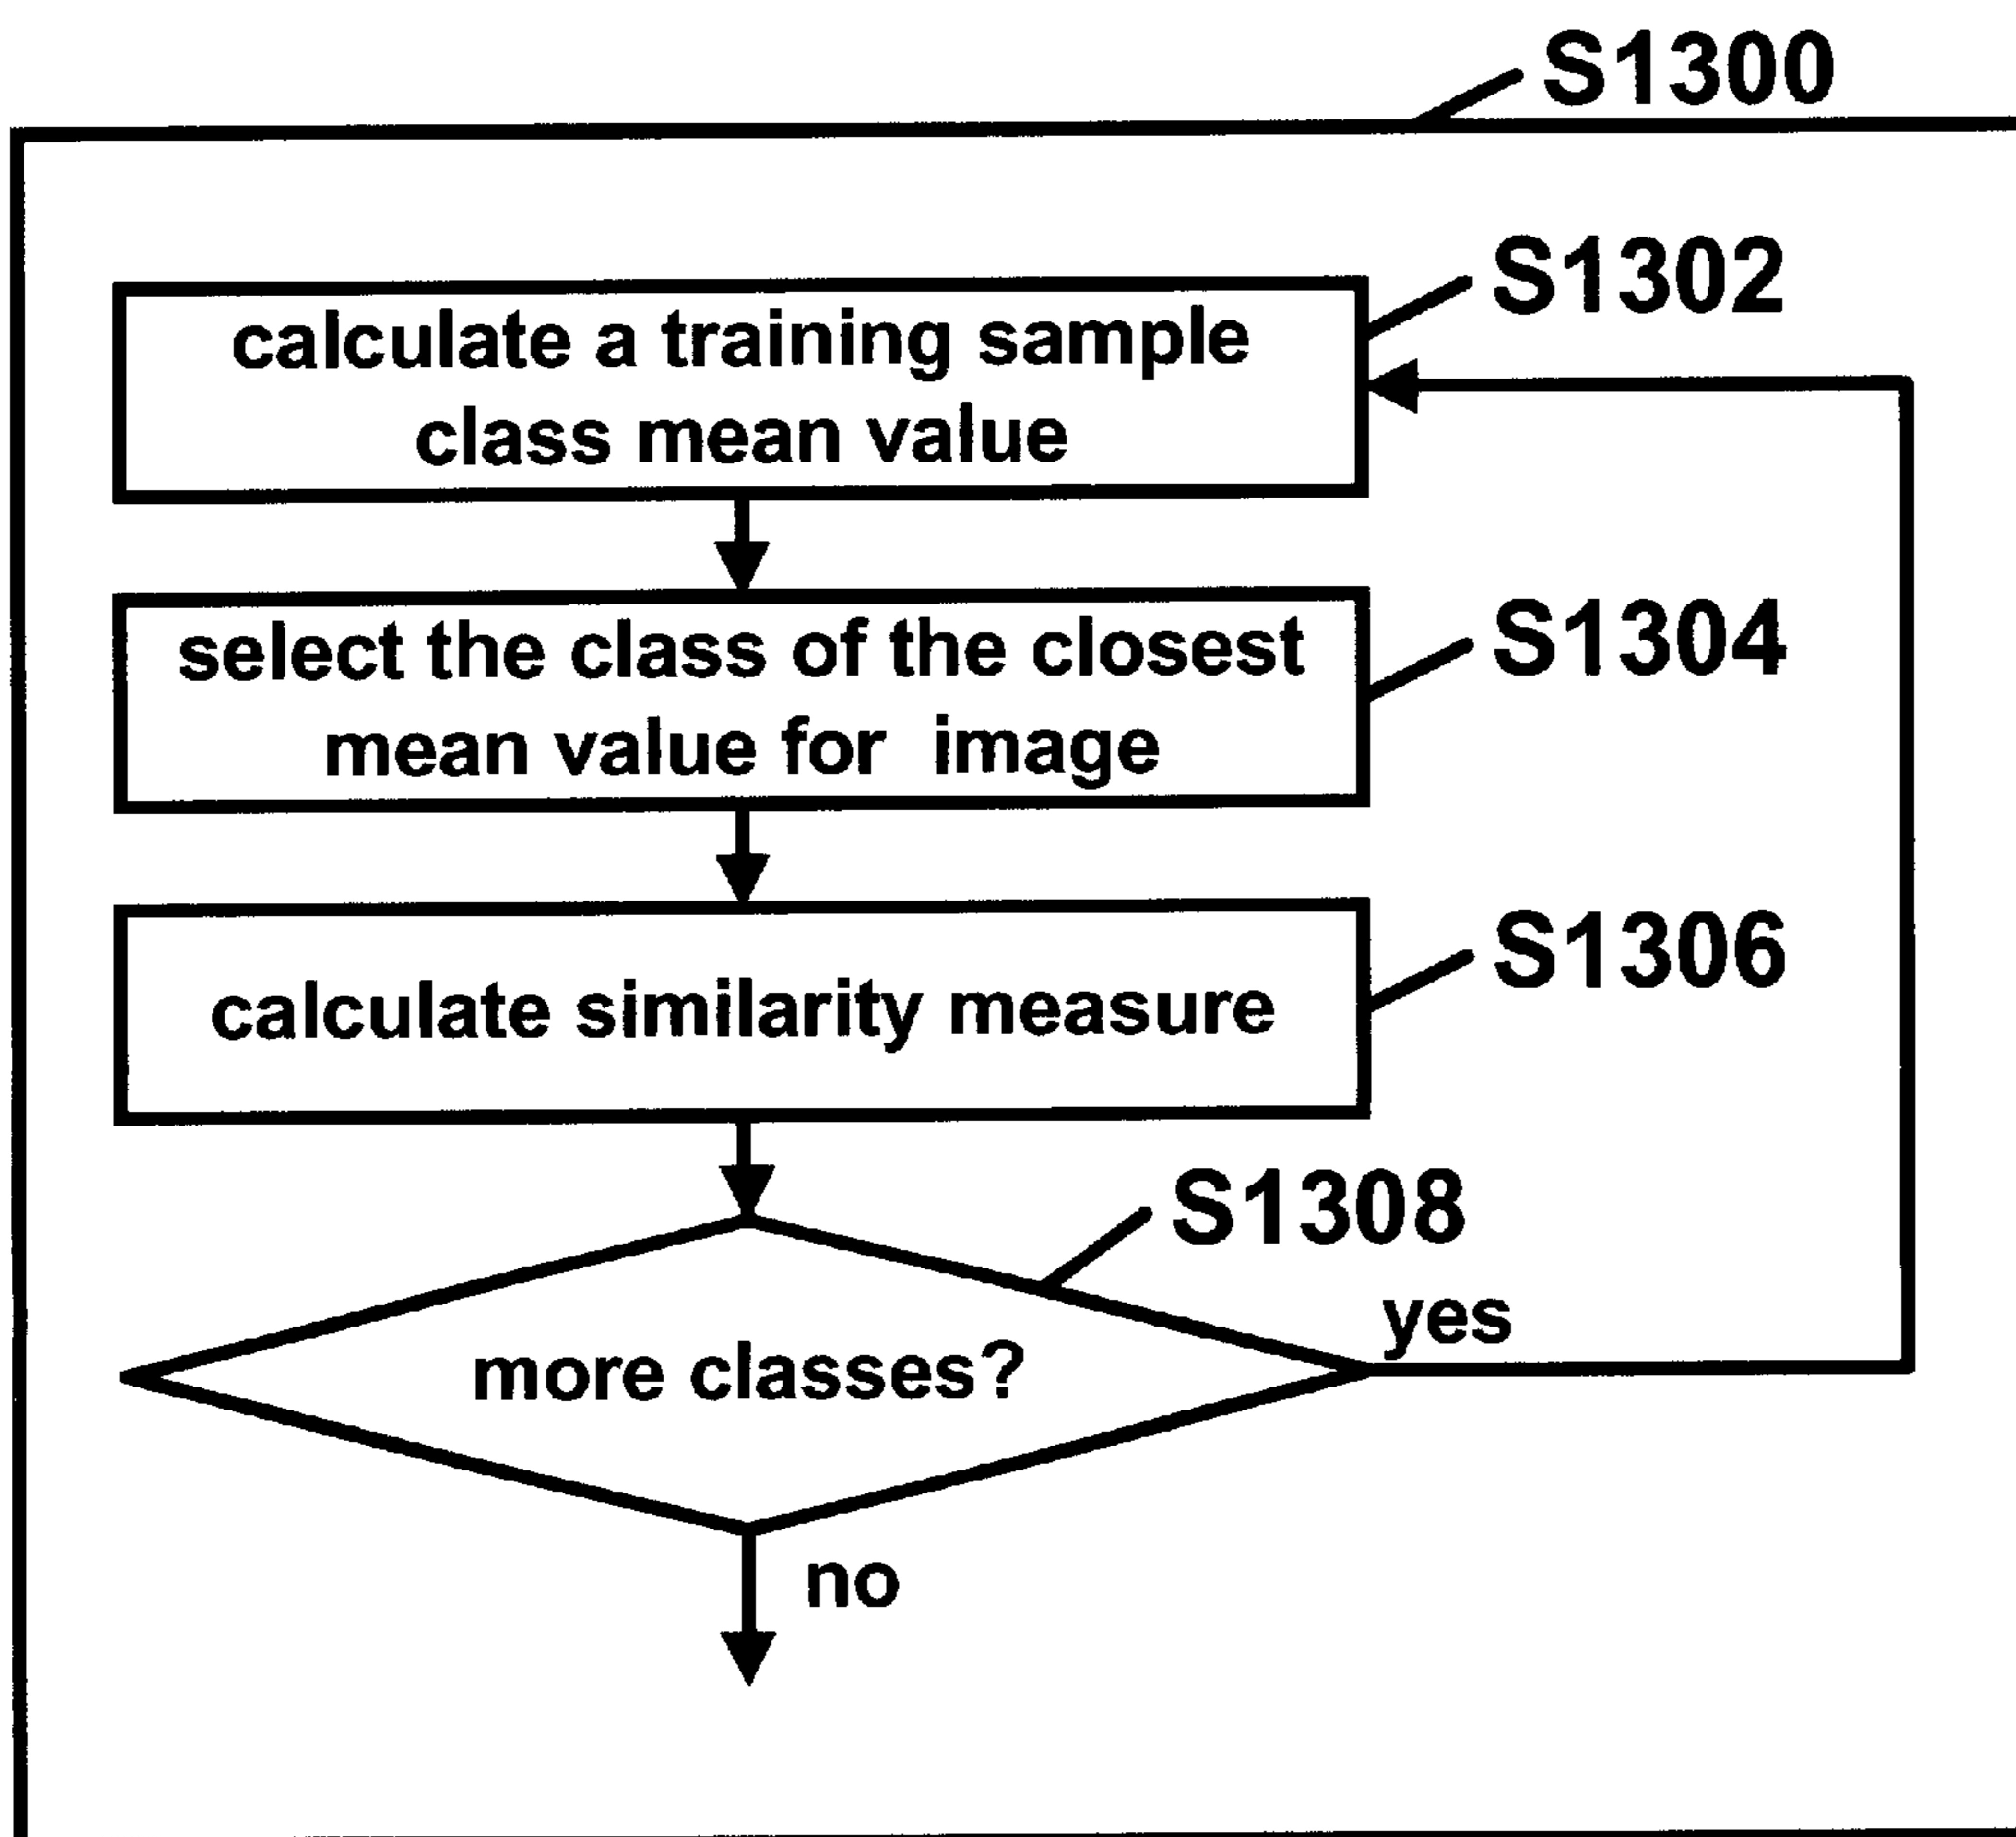 S1300
S1302
calculate a training sample
class mean value
S1304
select the class of the closest
mean value for image
S1306
calculate similarity measure
S1308
yes
more classes?
no